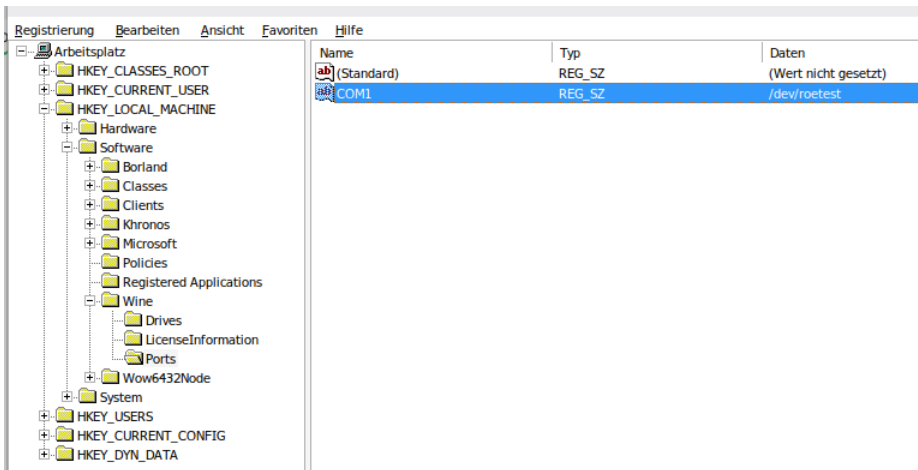 Registrierung Bearbeiten Ansicht Favoriten Hilfe
Arbeitsplatz
HKEY_CLASSES_ROOT
HKEY_CURRENT_USER
HKEY_LOCAL_MACHINE
Hardware
Software
Borland
Classes
Clients
Khronos
Microsoft
Policies
Registered Applications
Wine
Drives
LicenseInformation
Ports
Wow6432Node
System
HKEY_USERS
HKEY_CURRENT_CONFIG
HKEY_DYN_DATA
Name Typ Daten
ab (Standard) REG_SZ (Wert nicht gesetzt)
ab COM1 REG_SZ /dev/roetest